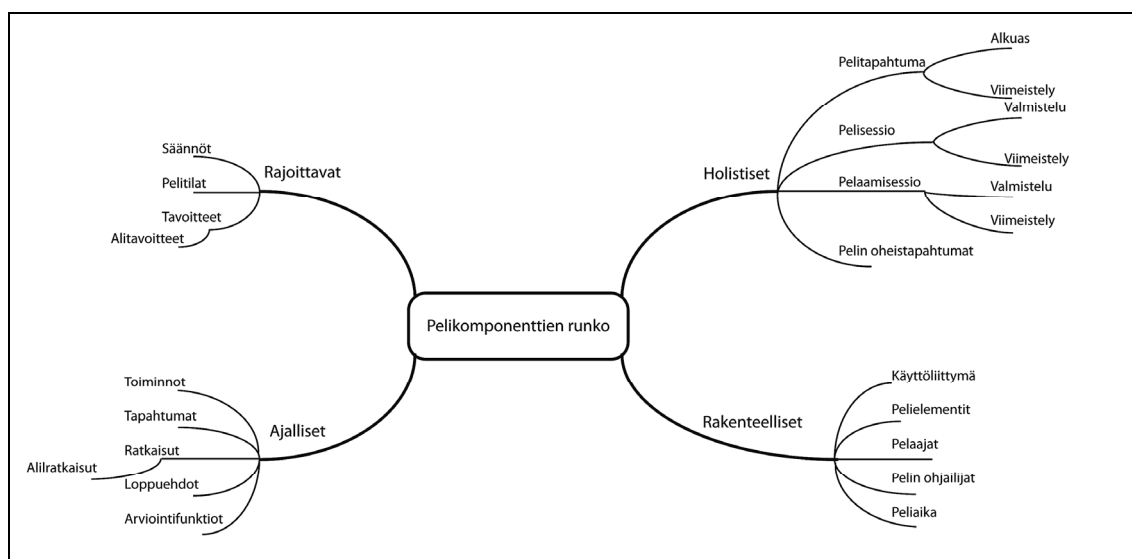 Rajoittavat
Säännöt
Pelitilat
Tavoitteet
Alitavoitteet
Holistiset
Pelitapahtuma
Alkuas
Viimeistely
Pelisessio
Valmistelu
Viimeistely
Pelaamisessio
Valmistelu
Viimeistely
Pelin oheistapahtumat
Pelikomponenttien runko
Ajalliset
Toiminnot
Tapahtumat
Ratkaisut
Alilratkaisut
Loppuehdot
Arviointifunktiot
Rakenteelliset
Käyttöliittymä
Pelielementit
Pelaajat
Pelin ohjailijat
Peliaika